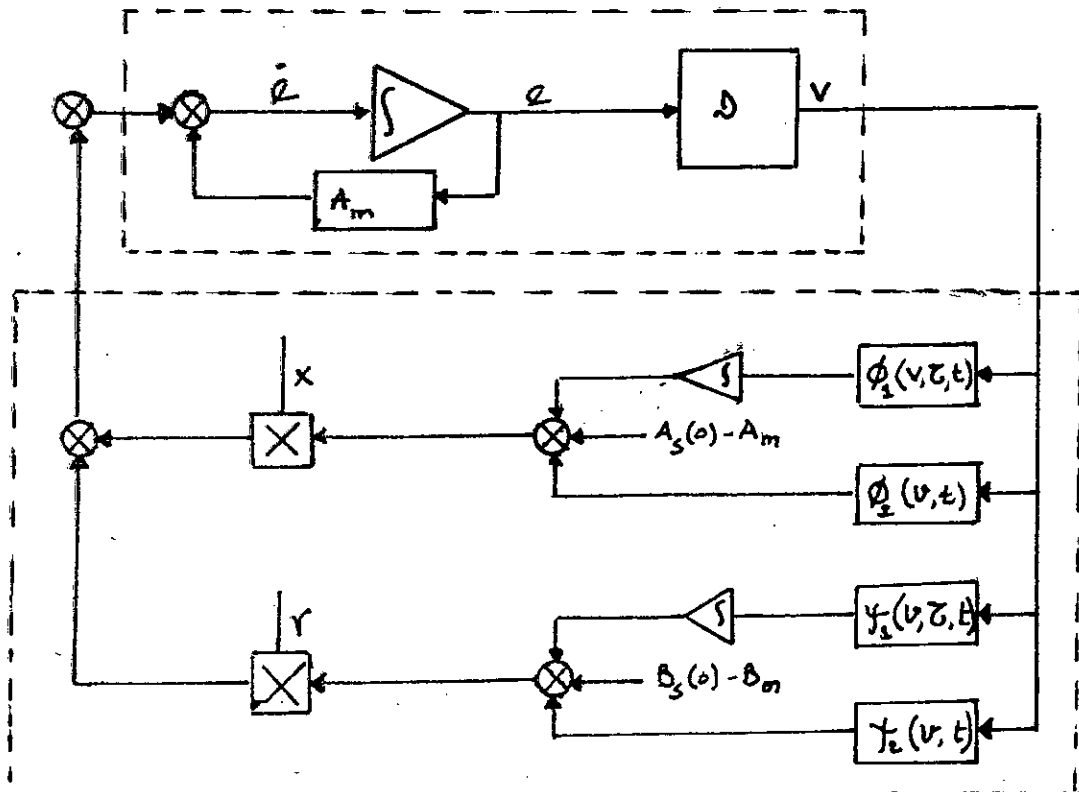 ė
e
v
∫
𝒟
A_m
x
∫
ϕ_1(v,τ,t)
A_s(0) - A_m
ϕ_2(v,t)
r
∫
ψ_1(v,τ,t)
B_s(0) - B_m
ψ_2(v,t)